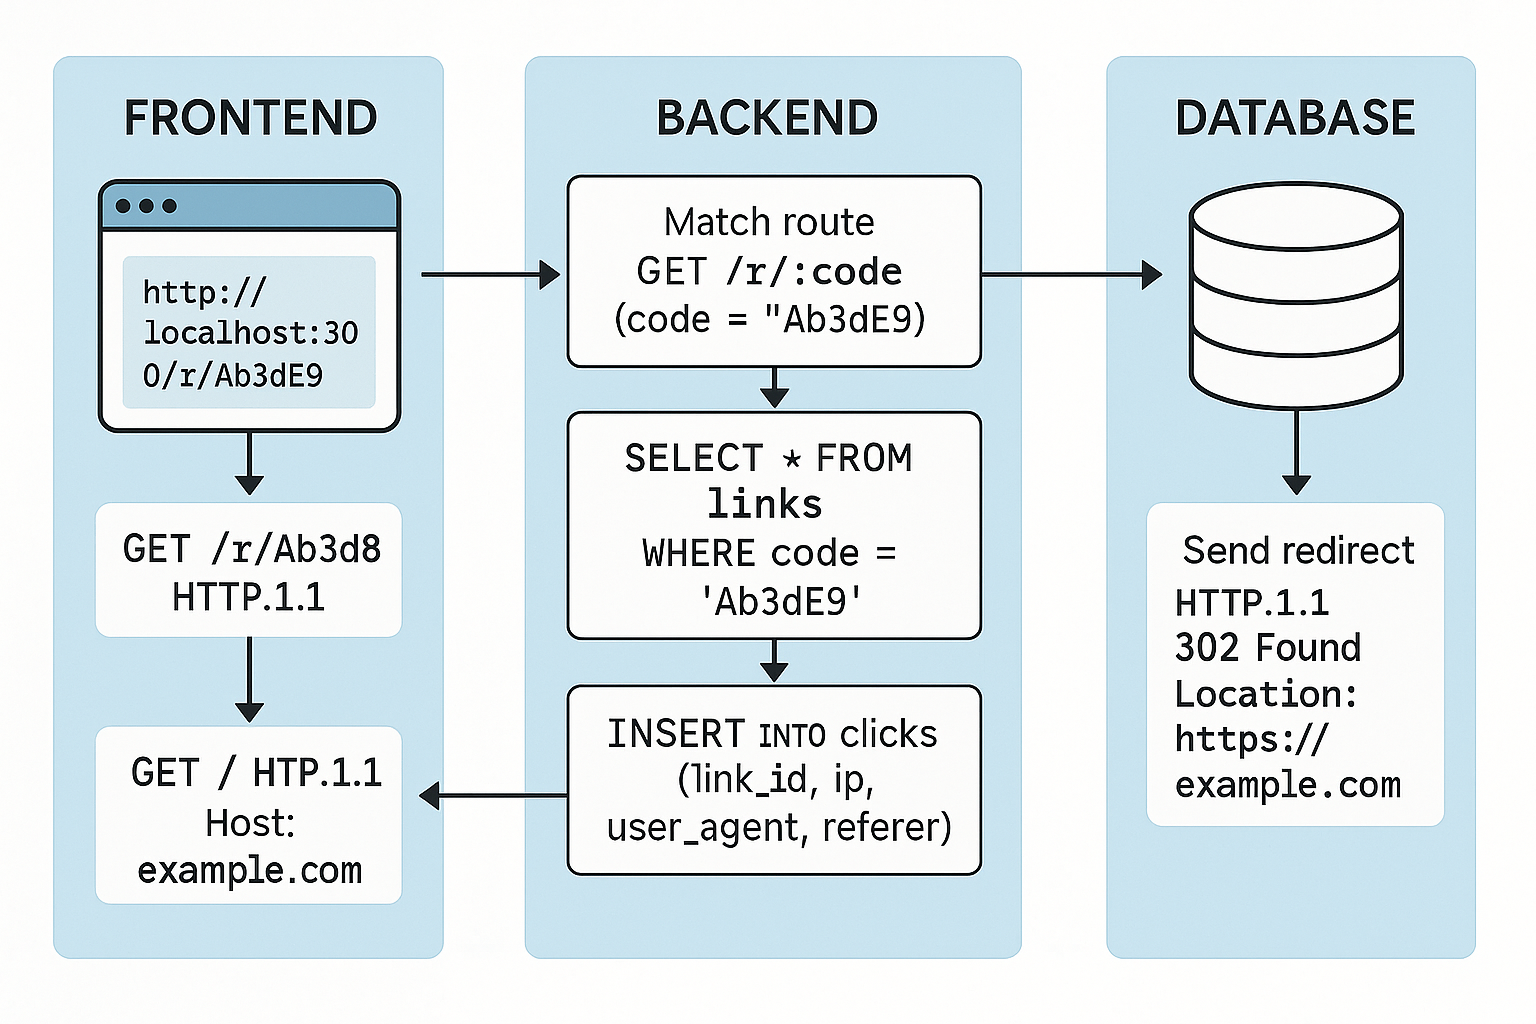 FRONTEND
http://
localhost:30
0/r/Ab3dE9
GET /r/Ab3d8
HTTP.1.1
GET / HTP.1.1
Host:
example.com
BACKEND
Match route
GET /r/:code
(code = "Ab3dE9)
SELECT * FROM
links
WHERE code =
'Ab3dE9'
INSERT INTO clicks
(link_id, ip,
user_agent, referer)
DATABASE
Send redirect
HTTP.1.1
302 Found
Location:
https://
example.com